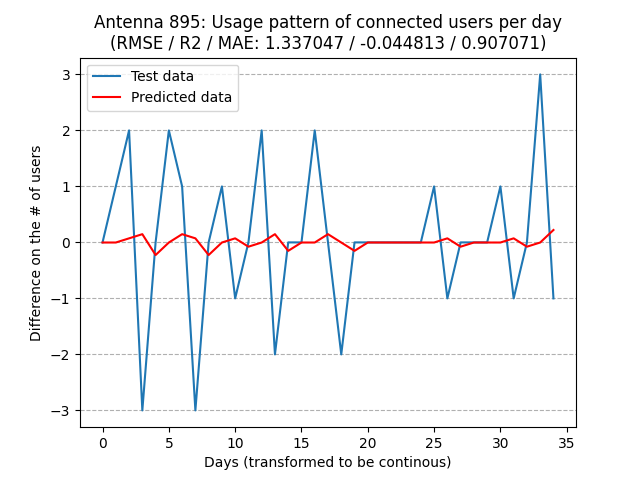 Antenna 895: Usage pattern of connected users per day
(RMSE / R2 / MAE: 1.337047 / -0.044813 / 0.907071)
Test data
Predicted data
Difference on the # of users
3
2
1
0
−1
−2
−3
0 5 10 15 20 25 30 35
Days (transformed to be continous)